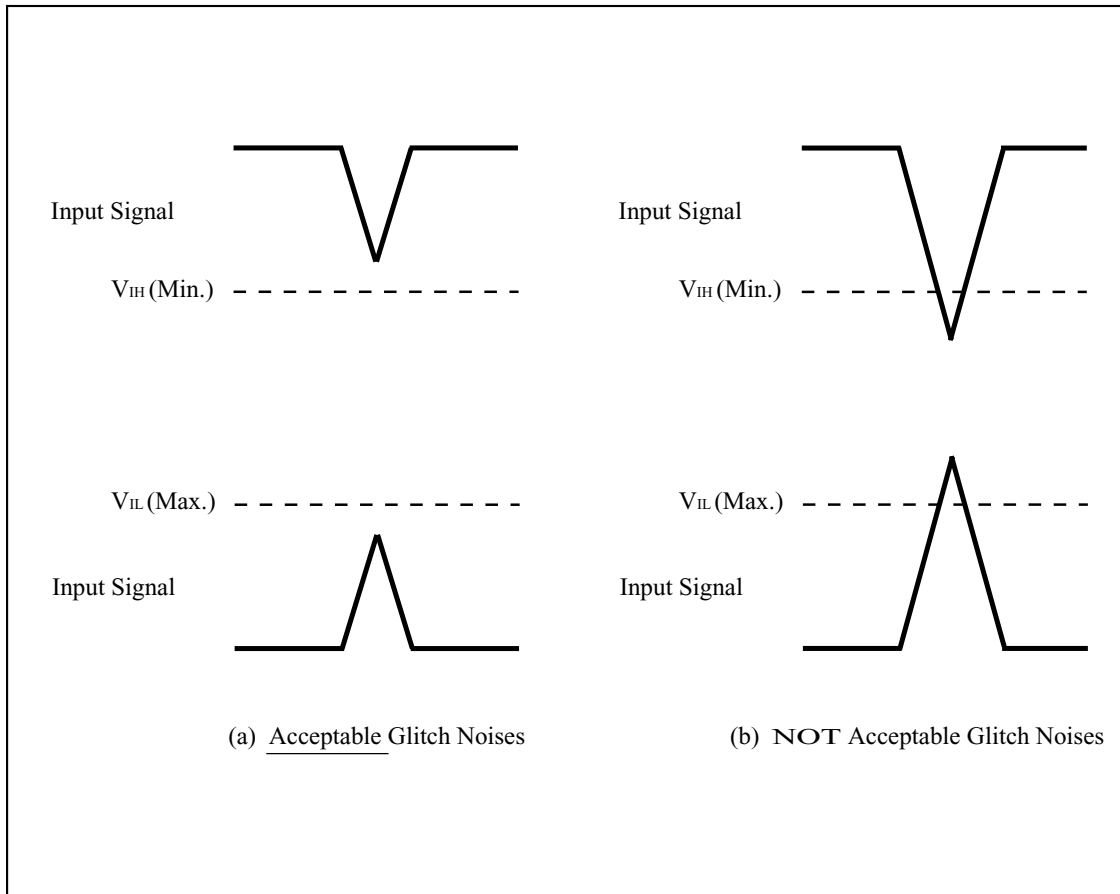 Input Signal
Input Signal
VIH (Min.)
VIH (Min.)
VIL (Max.)
VIL (Max.)
Input Signal
Input Signal
(a) Acceptable Glitch Noises
(b) NOT Acceptable Glitch Noises